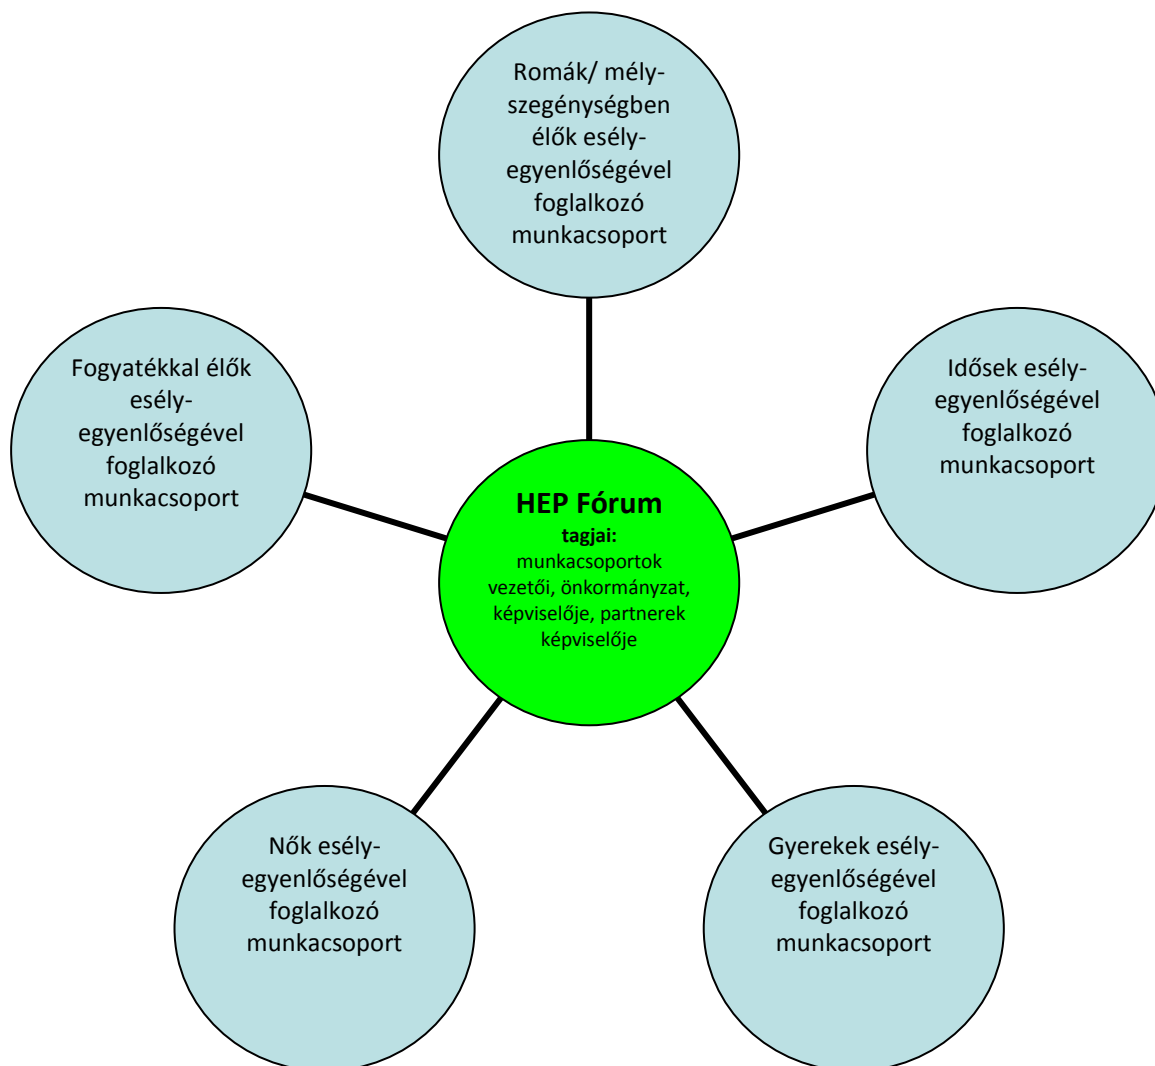 Romák/ mély-
szegénységben
élők esély-
egyenlőségével
foglalkozó
munkacsoport
Fogyatékkal élők
esély-
egyenlőségével
foglalkozó
munkacsoport
Idősek esély-
egyenlőségével
foglalkozó
munkacsoport
HEP Fórum
tagjai:
munkacsoportok
vezetői, önkormányzat,
képviselője, partnerek
képviselője
Nők esély-
egyenlőségével
foglalkozó
munkacsoport
Gyerekek esély-
egyenlőségével
foglalkozó
munkacsoport